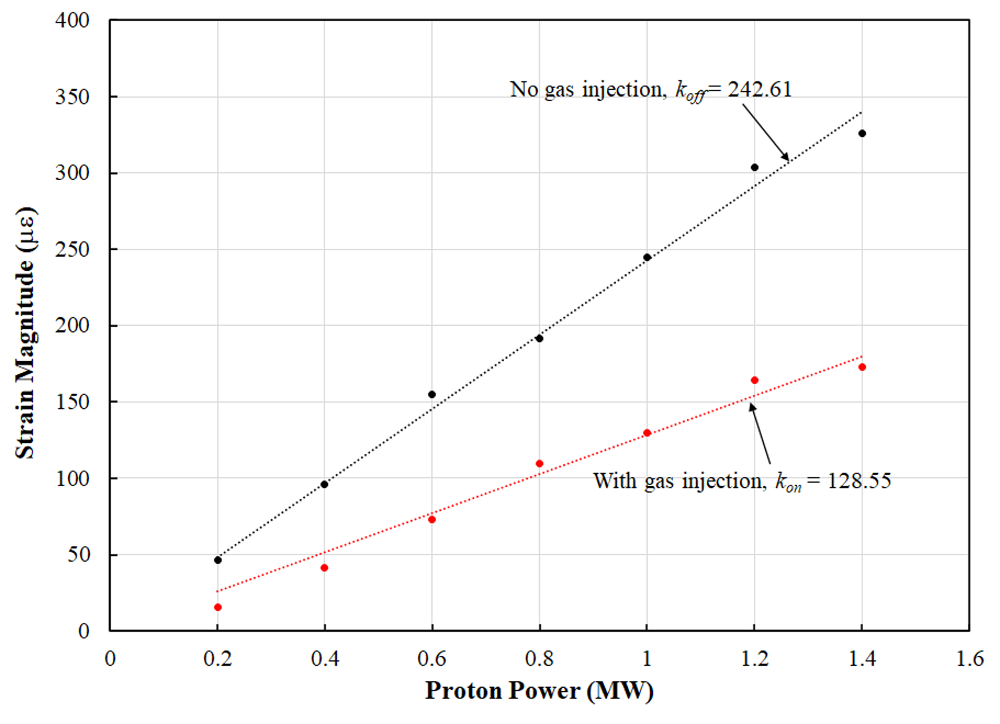 400
350
300
250
200
150
100
50
0
Strain Magnitude (με)
No gas injection, koff = 242.61
With gas injection, kon = 128.55
0 0.2 0.4 0.6 0.8 1 1.2 1.4 1.6
Proton Power (MW)